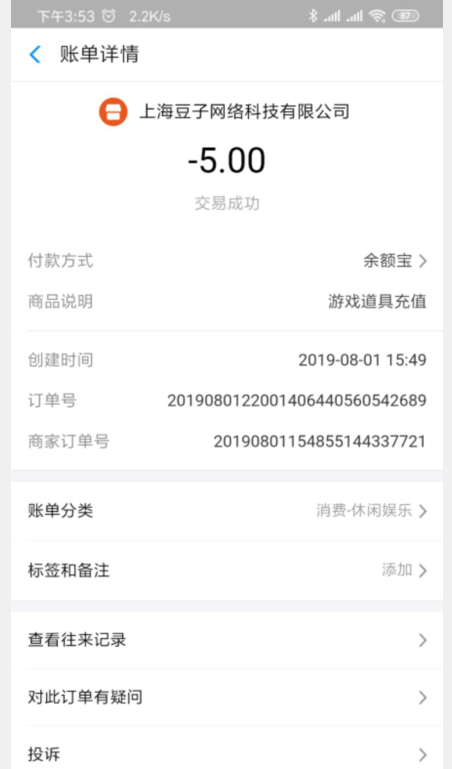 下午3:53 2.2K/s 87
账单详情
上海豆子网络科技有限公司
-5.00
交易成功
付款方式 余额宝
商品说明 游戏道具充值
创建时间 2019-08-01 15:49
订单号 2019080122001406440560542689
商家订单号 20190801154855144337721
账单分类 消费-休闲娱乐
标签和备注 添加
查看往来记录
对此订单有疑问
投诉